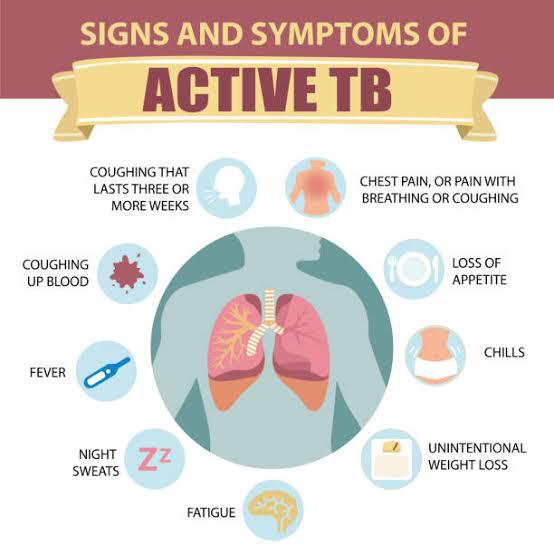 SIGNS AND SYMPTOMS OF
ACTIVE TB
COUGHING THAT
LASTS THREE OR
MORE WEEKS
CHEST PAIN, OR PAIN WITH
BREATHING OR COUGHING
COUGHING
UP BLOOD
LOSS OF
APPETITE
FEVER
CHILLS
NIGHT
SWEATS
ZZ
UNINTENTIONAL
WEIGHT LOSS
FATIGUE